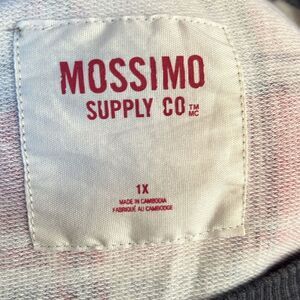 MOSSIMO
SUPPLY CO TM MC
1X
MADE IN CAMBODIA
FABRIQUÉ AU CAMBODGE